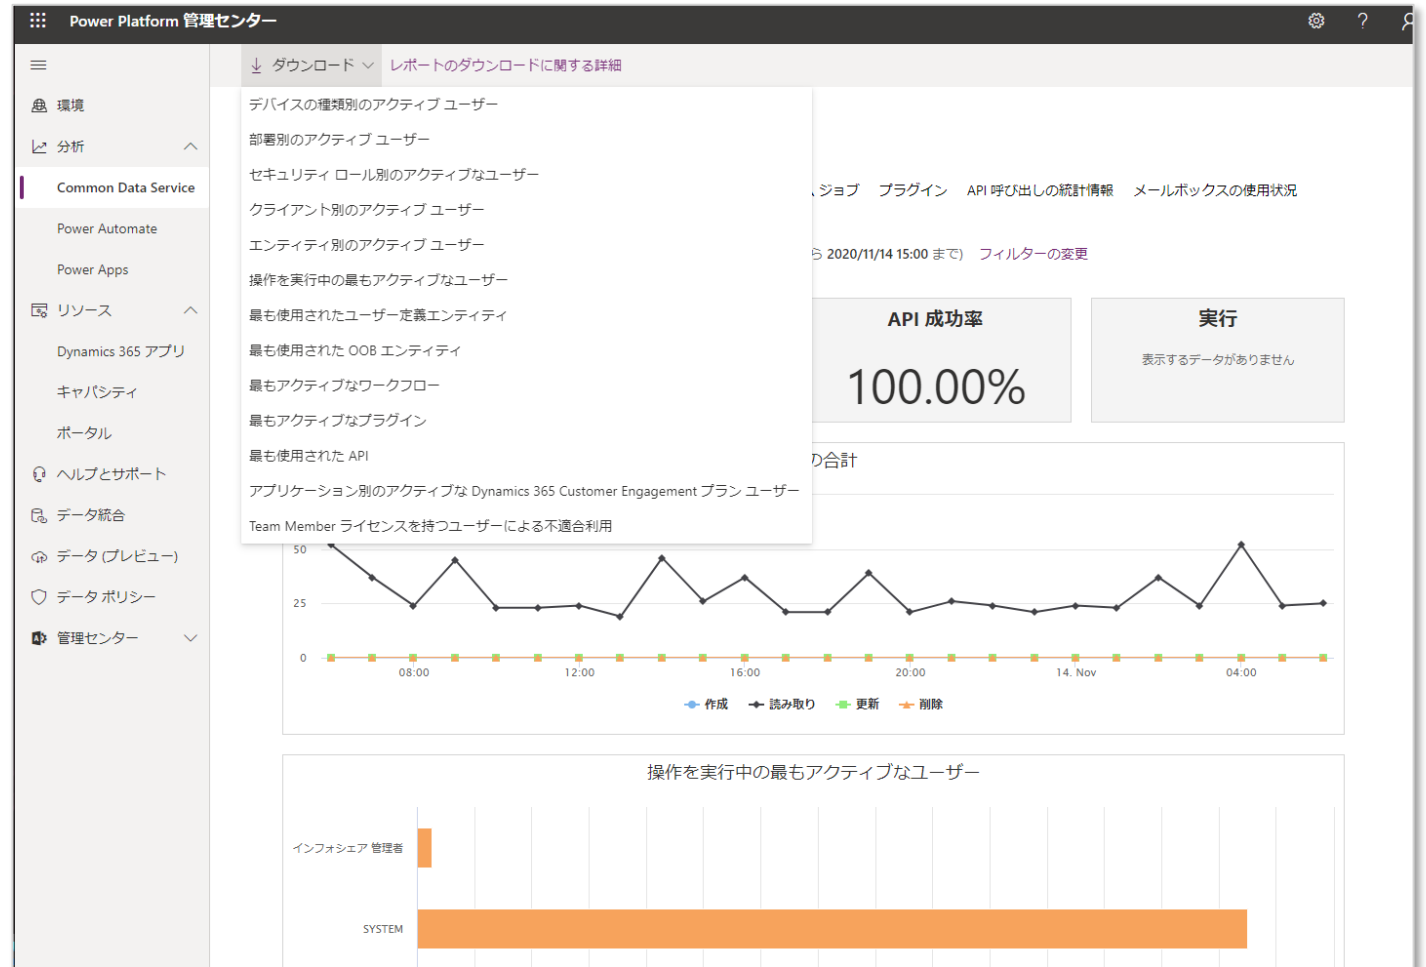 Power Platform 管理センター
?
ダウンロード
レポートのダウンロードに関する詳細
環境
分析
Common Data Service
Power Automate
Power Apps
リソース
Dynamics 365 アプリ
キャパシティ
ポータル
ヘルプとサポート
データ統合
データ (プレビュー)
データ ポリシー
管理センター
デバイスの種類別のアクティブ ユーザー
部署別のアクティブ ユーザー
セキュリティ ロール別のアクティブなユーザー
クライアント別のアクティブ ユーザー
エンティティ別のアクティブ ユーザー
操作を実行中の最もアクティブなユーザー
最も使用されたユーザー定義エンティティ
最も使用された OOB エンティティ
最もアクティブなワークフロー
最もアクティブなプラグイン
最も使用された API
アプリケーション別のアクティブな Dynamics 365 Customer Engagement プラン ユーザー
Team Member ライセンスを持つユーザーによる不適合利用
ジョブ プラグイン API 呼び出しの統計情報 メールボックスの使用状況
ら 2020/11/14 15:00 まで) フィルターの変更
API 成功率
100.00%
実行
表示するデータがありません
の合計
50
25
0
08:00 12:00 16:00 20:00 14. Nov 04:00
作成 読み取り 更新 削除
操作を実行中の最もアクティブなユーザー
インフォシェア 管理者
SYSTEM